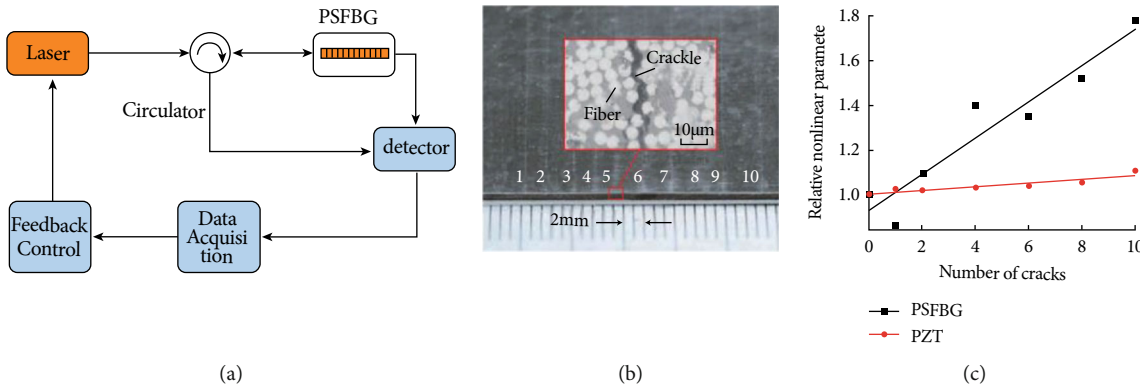 PSFBG
Laser
Circulator
detector
Feedback
Control
Data
Acquisi
tion
(a)
Crackle
Fiber
10μm
1 2 3 4 5 6 7 8 9 10
2mm
(b)
Relative nonlinear paramete
1.8
1.6
1.4
1.2
1.0
0 2 4 6 8 10
Number of cracks
PSFBG
PZT
(c)